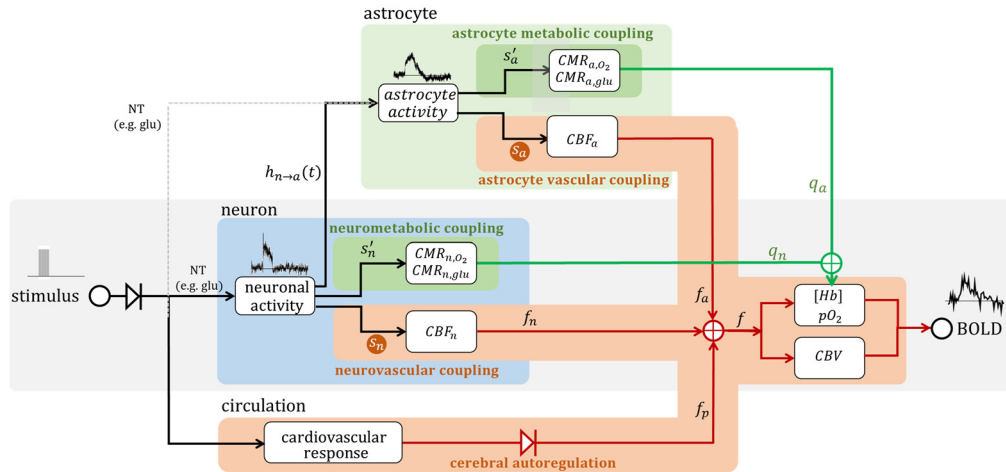 astrocyte
astrocyte metabolic coupling
s′ₐ
CMRₐ,O₂
CMRₐ,glu
astrocyte
activity
NT
(e.g. glu)
CBFₐ
sₐ
astrocyte vascular coupling
hₙ→ₐ(t)
qₐ
neuron
neurometabolic coupling
s′ₙ
CMRₙ,O₂
CMRₙ,glu
qₙ
NT
(e.g. glu)
stimulus
neuronal
activity
fₐ
[Hb]
pO₂
fₙ
f
CBFₙ
sₙ
BOLD
CBV
neurovascular coupling
circulation
fₚ
cardiovascular
response
cerebral autoregulation